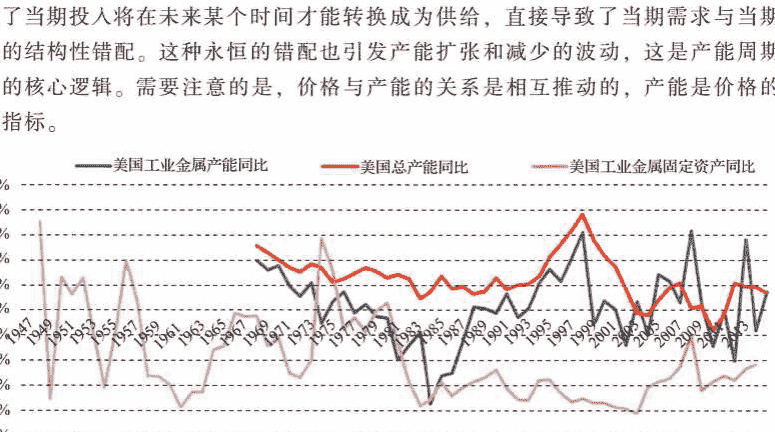 了当期投入将在未来某个时间才能转换成为供给，直接导致了当期需求与当期
的结构性错配。这种永恒的错配也引发产能扩张和减少的波动，这是产能周期
的核心逻辑。需要注意的是，价格与产能的关系是相互推动的，产能是价格的
指标。
美国工业金属产能同比 美国总产能同比 美国工业金属固定资产同比
%
%
%
%
%
%
%
%
%
1947 1949 1951 1953 1955 1957 1959 1961 1963 1965 1967 1969 1971 1973 1975 1977 1979 1981 1983 1985 1987 1989 1991 1993 1995 1997 1999 2001 2003 2005 2007 2009 2013